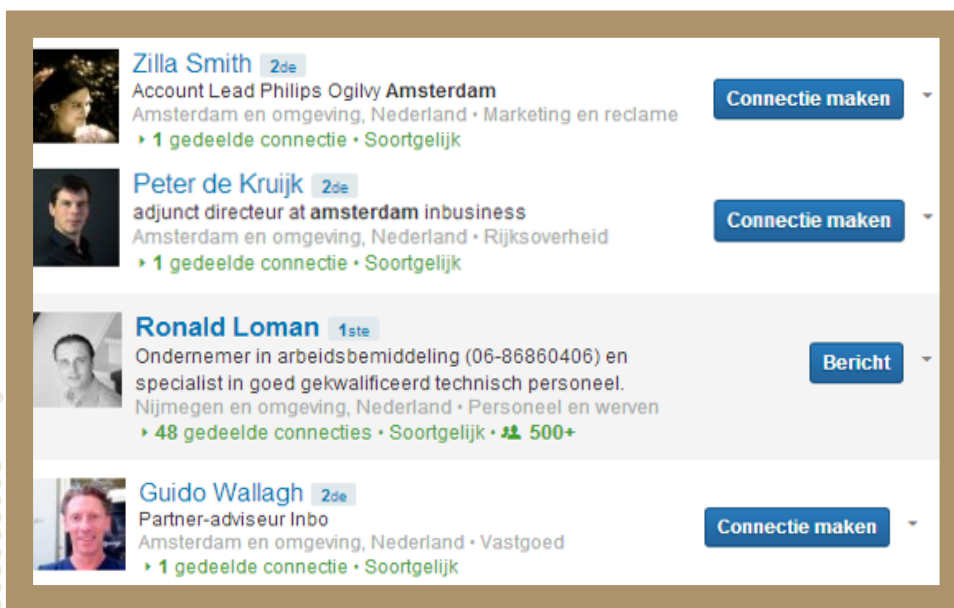 Zilla Smith 2de
Account Lead Philips Ogilvy Amsterdam
Connectie maken
Amsterdam en omgeving, Nederland • Marketing en reclame
1 gedeelde connectie • Soortgelijk
Peter de Kruijk 2de
adjunct directeur at amsterdam inbusiness
Connectie maken
Amsterdam en omgeving, Nederland • Rijksoverheid
1 gedeelde connectie • Soortgelijk
Ronald Loman 1ste
Ondernemer in arbeidsbemiddeling (06-86860406) en
Bericht
specialist in goed gekwalificeerd technisch personeel.
Nijmegen en omgeving, Nederland • Personeel en werven
48 gedeelde connecties • Soortgelijk • 500+
Guido Wallagh 2de
Partner-adviseur Inbo
Connectie maken
Amsterdam en omgeving, Nederland • Vastgoed
1 gedeelde connectie • Soortgelijk